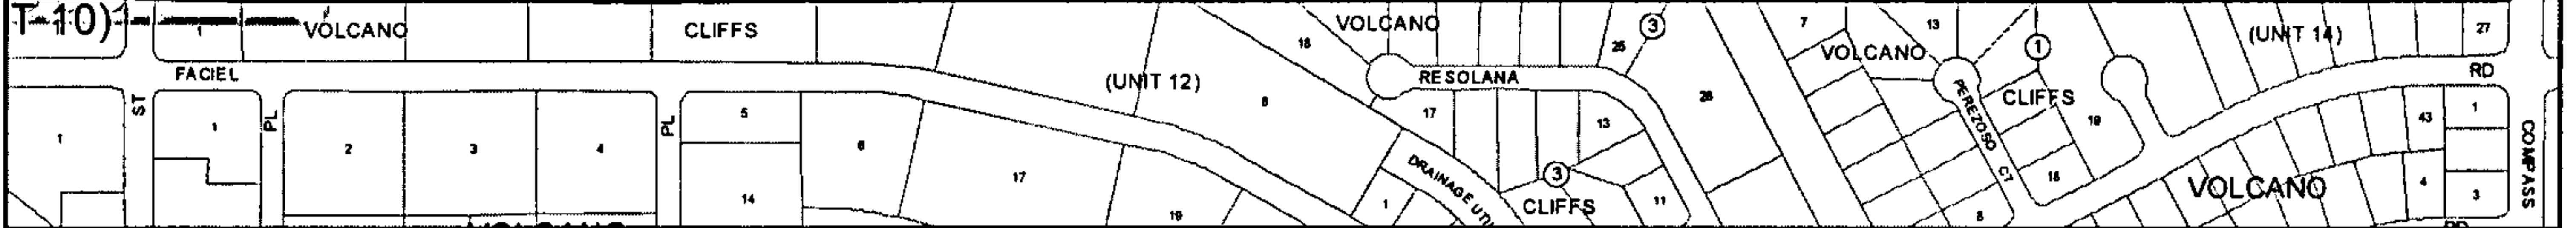 T-10)
1
VOLCANO
CLIFFS
FACIEL
ST
PL
PL
1
1
2
3
4
5
14
6
17
19
(UNIT 12)
8
18
VOLCANO
RESOLANA
25
3
17
13
3
CLIFFS
11
1
DRAINAGE UTI
26
7
VOLCANO
13
1
CLIFFS
PEREZOSO CT
8
18
19
(UNIT 14)
27
RD
43
1
4
3
VOLCANO
COMPASS
RD